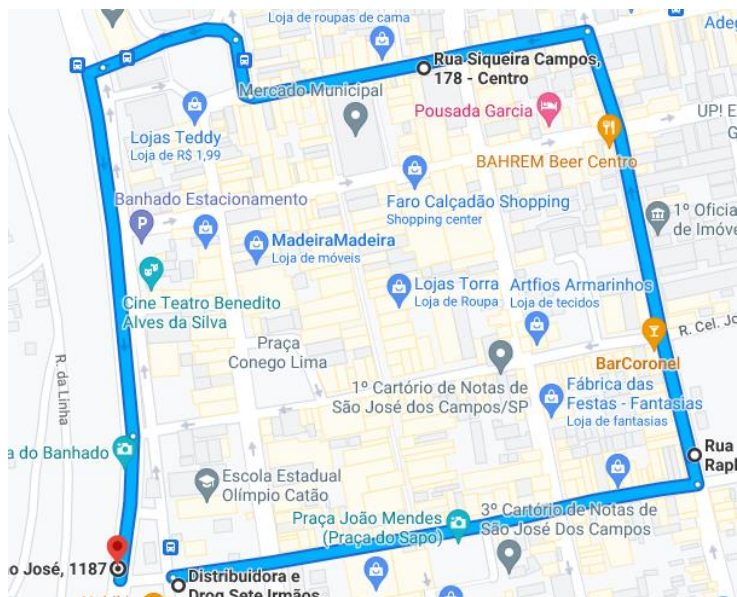 Loja de roupas de cama
Adeg
Rua Siqueira Campos,
178 - Centro
Mercado Municipal
Pousada Garcia
UP! E
G
Lojas Teddy
Loja de R$ 1,99
BAHREM Beer Centro
Banhado Estacionamento
P
Faro Calçadão Shopping
Shopping center
1º Oficia
de Imóve
MadeiraMadeira
Loja de móveis
Cine Teatro Benedito
Alves da Silva
Lojas Torra
Loja de Roupa
Artfios Armarinhos
Loja de tecidos
R. Cel. Jo
Praça
Conego Lima
BarCoronel
R. da Linha
1º Cartório de Notas de
São José dos Campos/SP
Fábrica das
Festas - Fantasias
Loja de fantasias
a do Banhado
Rua
Rapl
Escola Estadual
Olímpio Catão
Praça João Mendes
(Praça do Sapo)
3º Cartório de Notas de
São José Dos Campos
o José, 1187
Distribuidora e
Drog Sete Irmãos